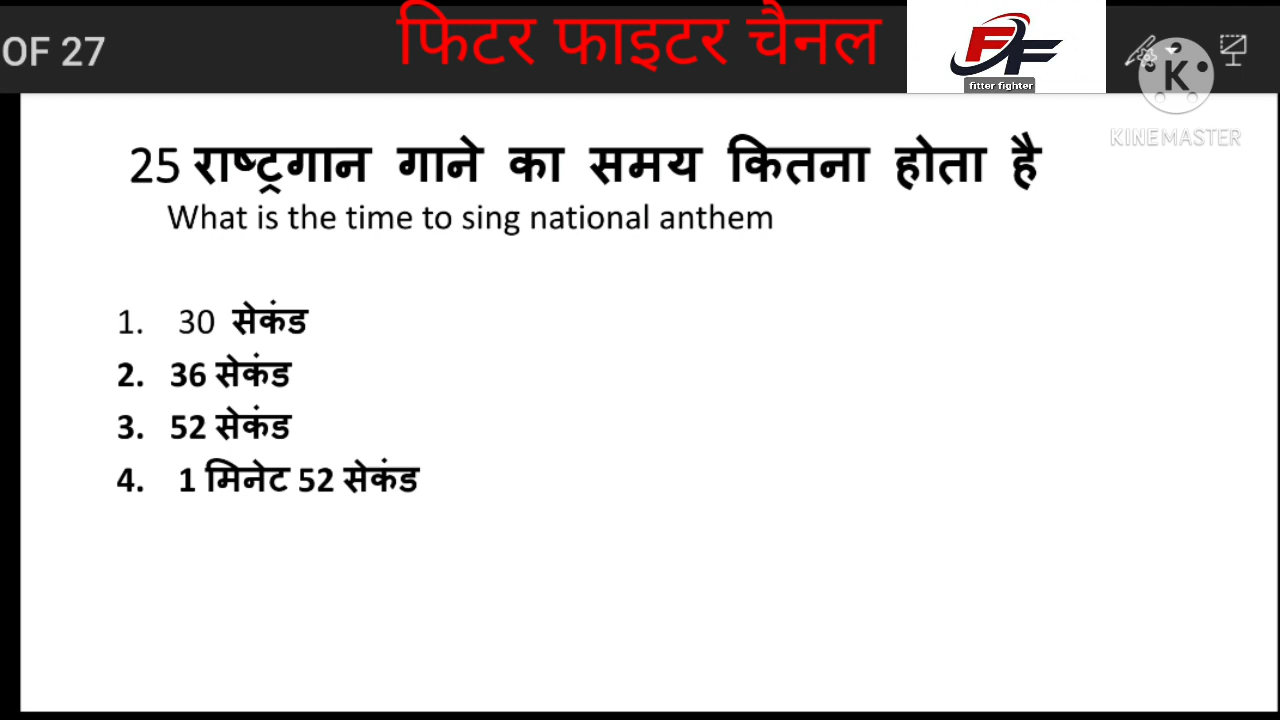 OF 27
फिटर फाइटर चैनल
FF
fitter fighter
K
KINEMASTER
25 राष्ट्रगान गाने का समय कितना होता है
What is the time to sing national anthem
1. 30 सेकंड
2. 36 सेकंड
3. 52 सेकंड
4. 1 मिनेट 52 सेकंड